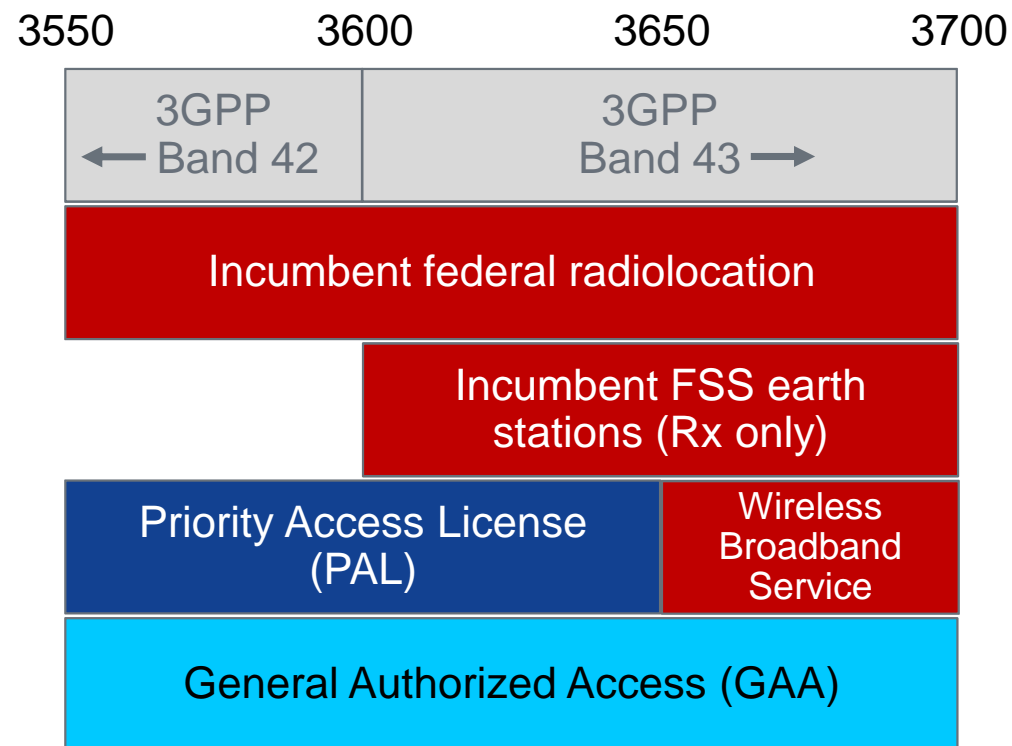 3550 3600 3650 3700
3GPP
Band 42
3GPP
Band 43
Incumbent federal radiolocation
Incumbent FSS earth
stations (Rx only)
Priority Access License
(PAL)
Wireless
Broadband
Service
General Authorized Access (GAA)